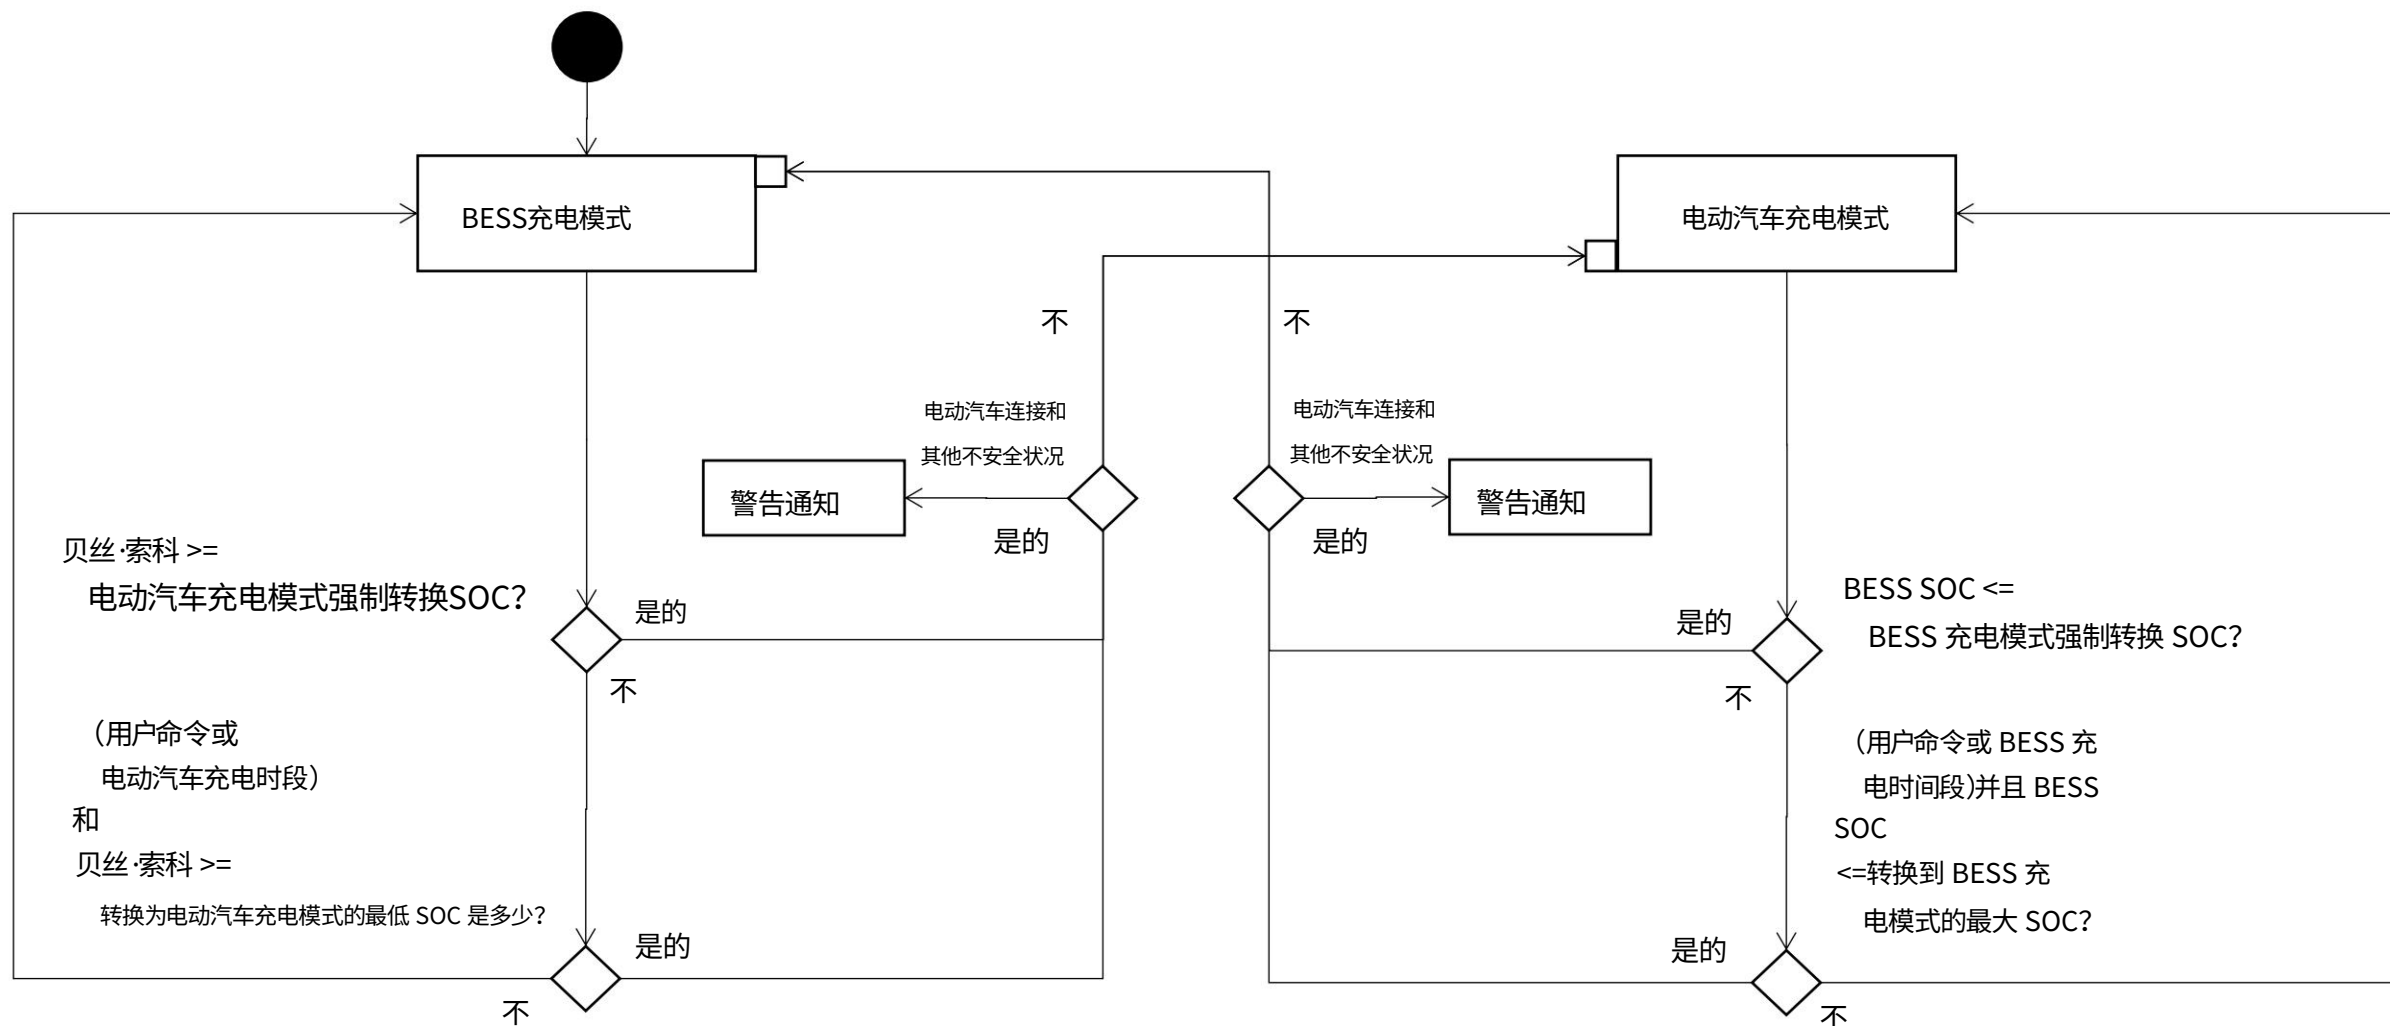 BESS充电模式
电动汽车充电模式
不
不
电动汽车连接和
其他不安全状况
电动汽车连接和
其他不安全状况
警告通知
警告通知
是的
是的
贝丝·索科 >=
电动汽车充电模式强制转换SOC？
是的
不
BESS SOC <=
BESS 充电模式强制转换 SOC？
是的
不
（用户命令或
电动汽车充电时段）
和
贝丝·索科 >=
转换为电动汽车充电模式的最低 SOC 是多少？
是的
不
（用户命令或 BESS 充
电时间段）并且 BESS
SOC
<=转换到 BESS 充
电模式的最大 SOC？
是的
不